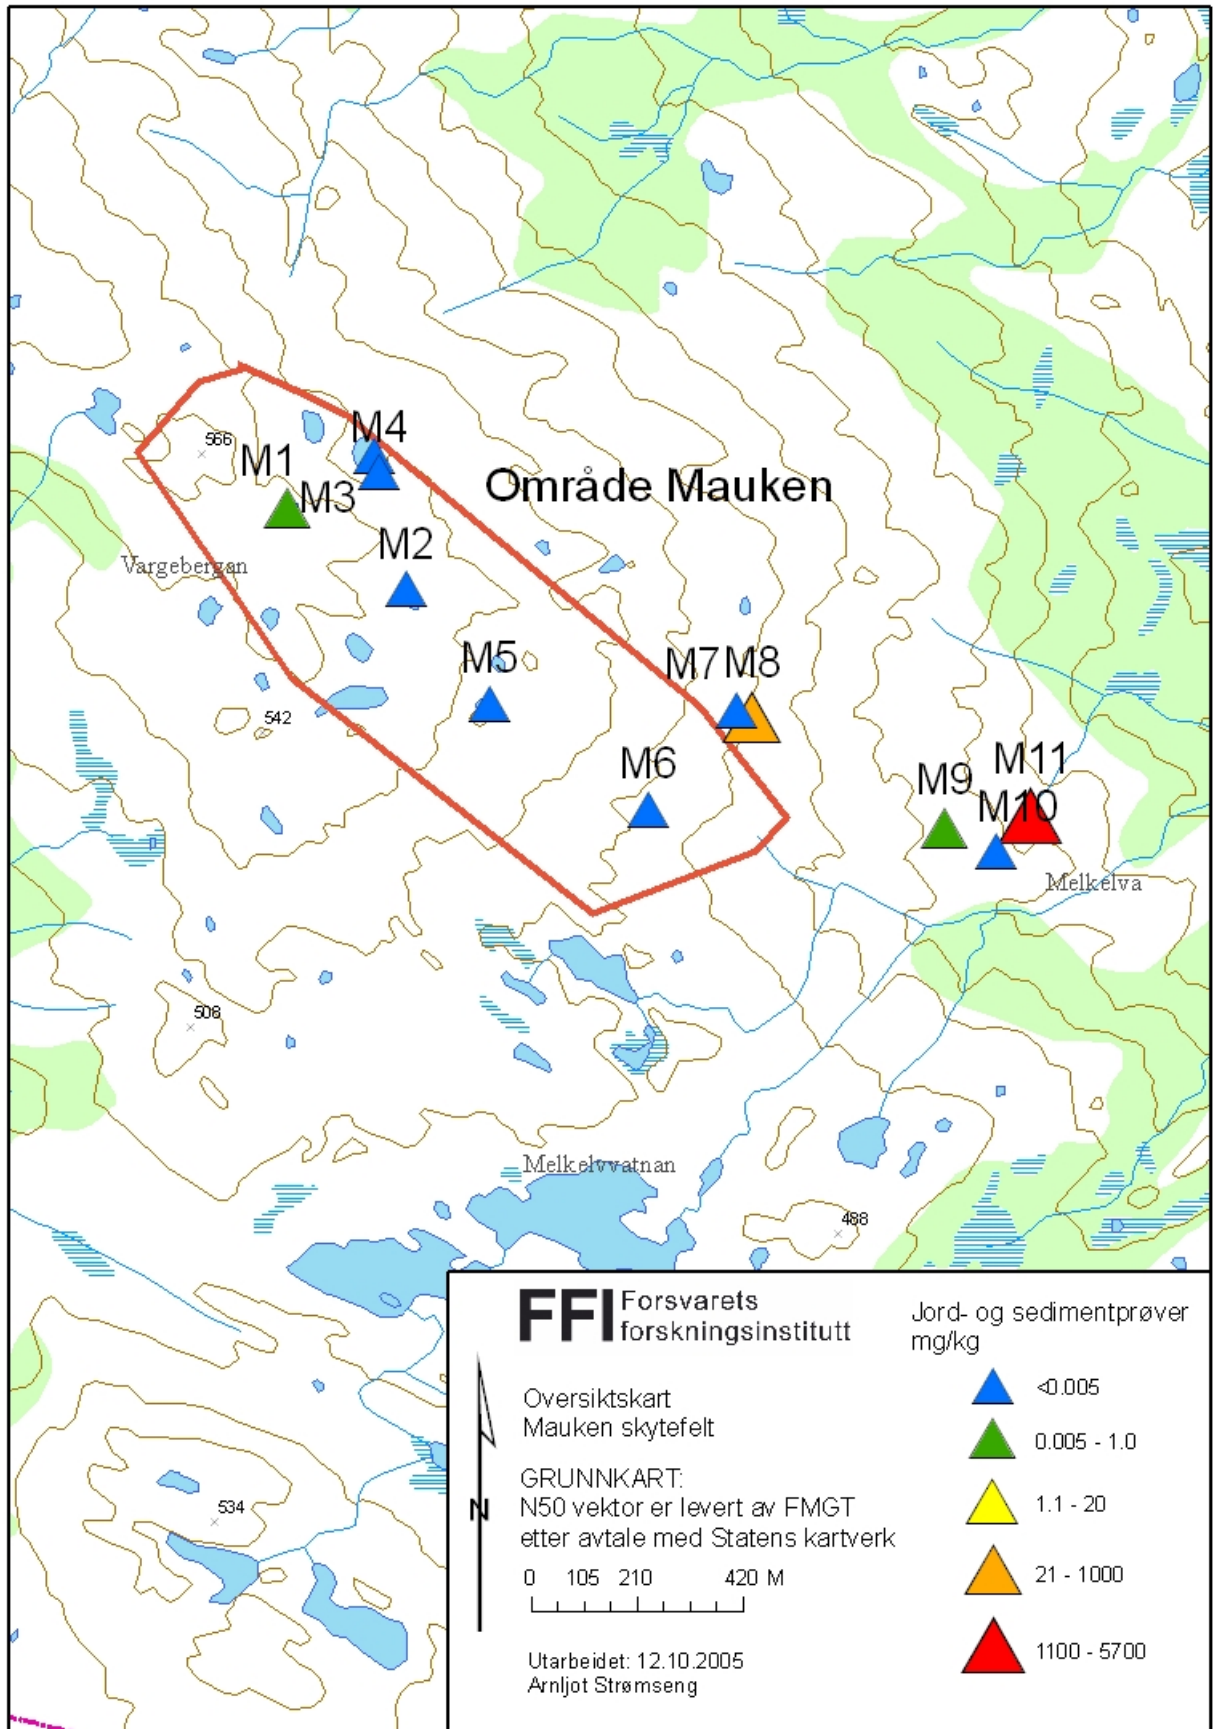 M4
566
M1
Område Mauken
M3
M2
Vargebergan
M5
M7
M8
542
M6
M11
M9
M10
Melkelva
508
Melkelvvatnan
488
534
FFI Forsvarets
forskningsinstitutt
Oversiktskart
Mauken skytefelt
GRUNNKART:
N50 vektor er levert av FMGT
etter avtale med Statens kartverk
N
0 105 210 420 M
Utarbeidet: 12.10.2005
Arnljot Strømseng
Jord- og sedimentprøver
mg/kg
<0.005
0.005 - 1.0
1.1 - 20
21 - 1000
1100 - 5700